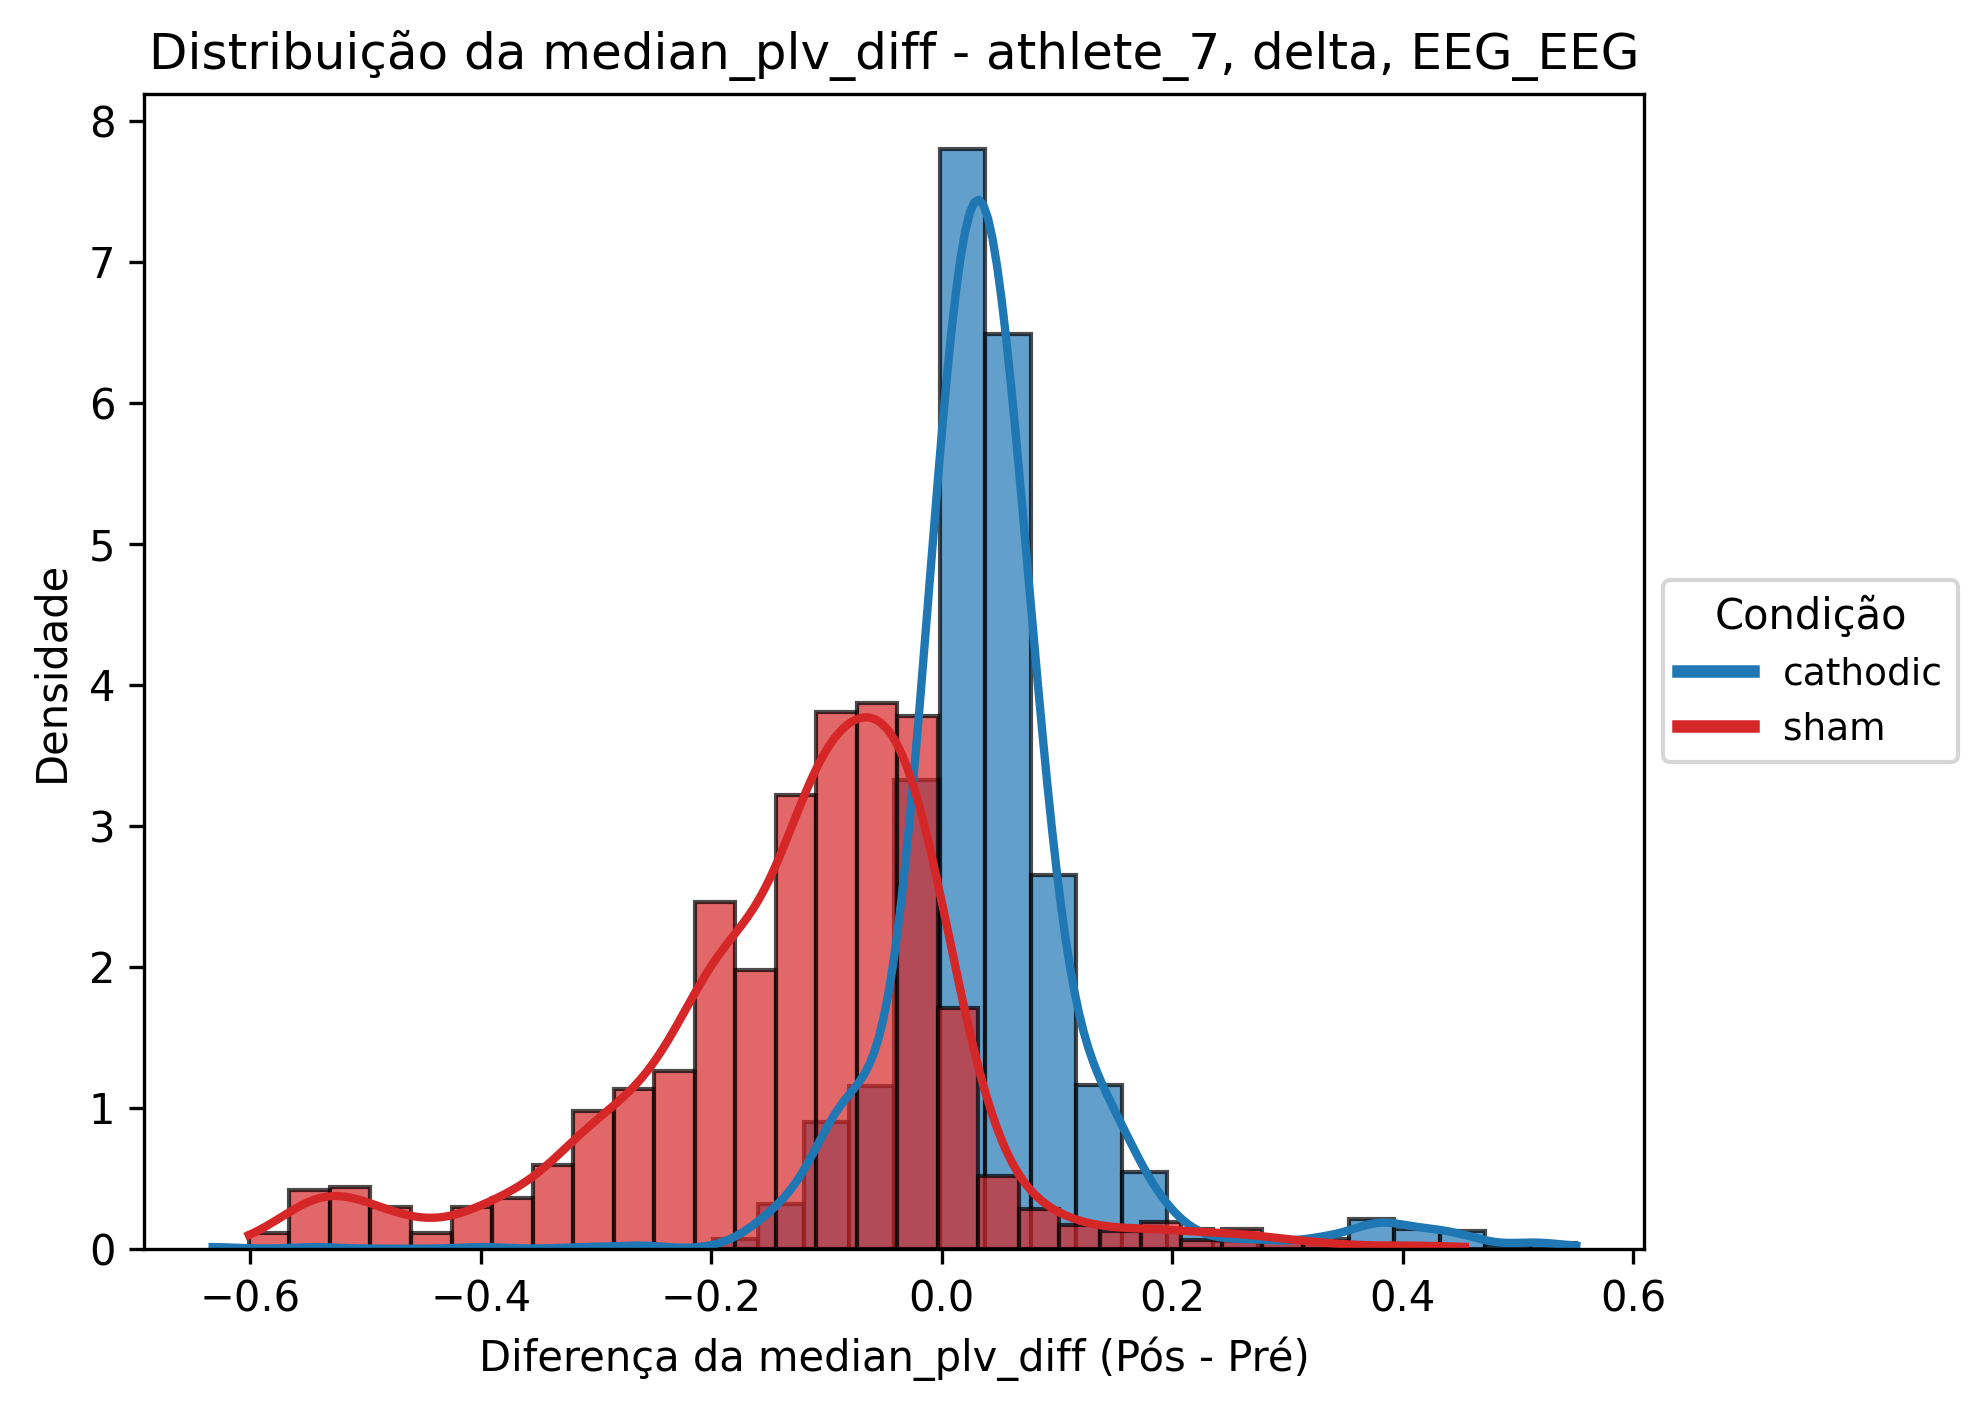 Distribuição da median_plv_diff - athlete_7, delta, EEG_EEG
8
7
6
5
4
3
2
1
0
Densidade
−0.6 −0.4 −0.2 0.0 0.2 0.4 0.6
Diferença da median_plv_diff (Pós - Pré)
Condição
cathodic
sham